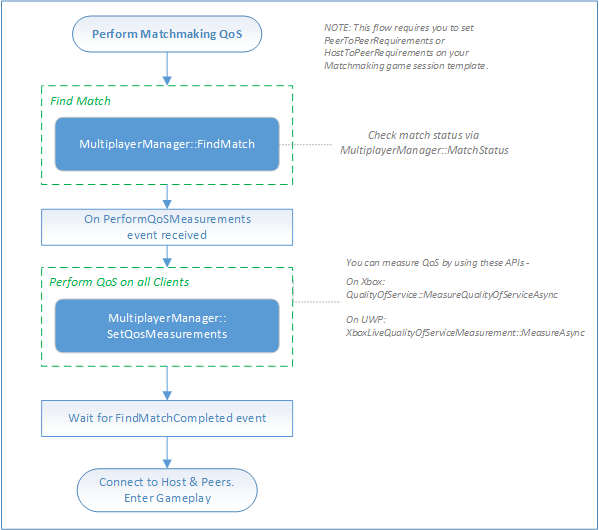 Perform Matchmaking QoS
NOTE: This flow requires you to set
PeerToPeerRequirements or
HostToPeerRequirements on your
Matchmaking game session template.
Find Match
MultiplayerManager::FindMatch
Check match status via
MultiplayerManager::MatchStatus
On PerformQoSMeasurements
event received
Perform QoS on all Clients
MultiplayerManager::
SetQosMeasurements
You can measure QoS by using these APIs -
On Xbox:
QualityOfService::MeasureQualityOfServiceAsync
On UWP:
XboxLiveQualityOfServiceMeasurement::MeasureAsync
Wait for FindMatchCompleted event
Connect to Host & Peers.
Enter Gameplay